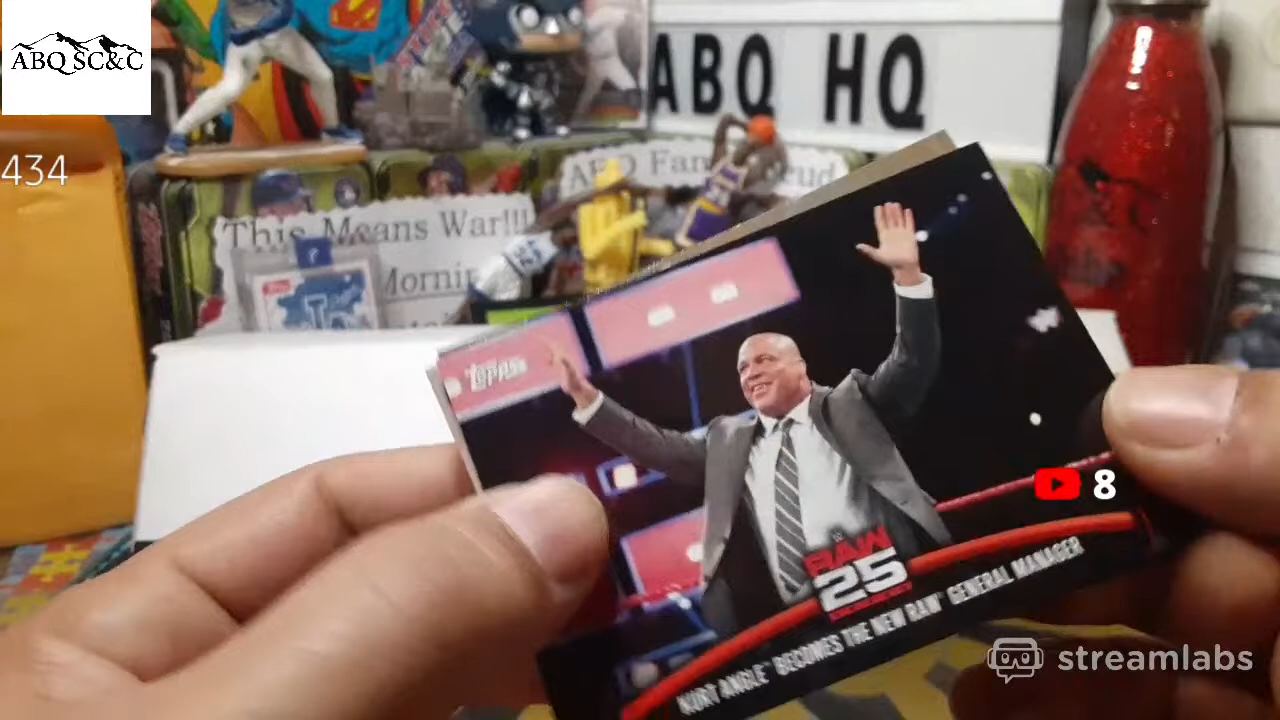 ABQ SC&C
ABQ HQ
434
This Means War!!!
Mornin
TOPPS
8
RAW
25
KURT ANGLE™ BECOMES THE NEW RAW® GENERAL MANAGER
streamlabs